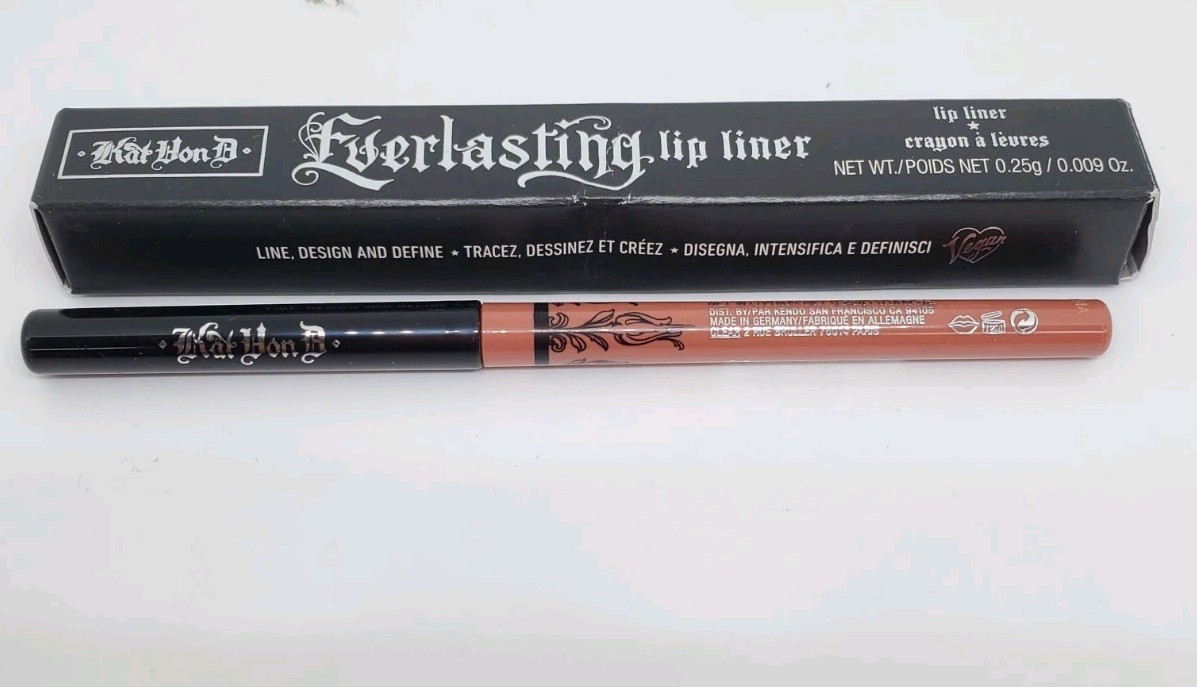 Kat Von D
Everlasting lip liner
lip liner
★
crayon à lèvres
NET WT./POIDS NET 0.25g / 0.009 Oz.
LINE, DESIGN AND DEFINE ★ TRACEZ, DESSINEZ ET CRÉEZ ★ DISEGNA, INTENSIFICA E DEFINISCI
Vegan
Kat Von D
DIST. BY/PAR KENDO SAN FRANCISCO CA 94105
MADE IN GERMANY/FABRIQUÉ EN ALLEMAGNE